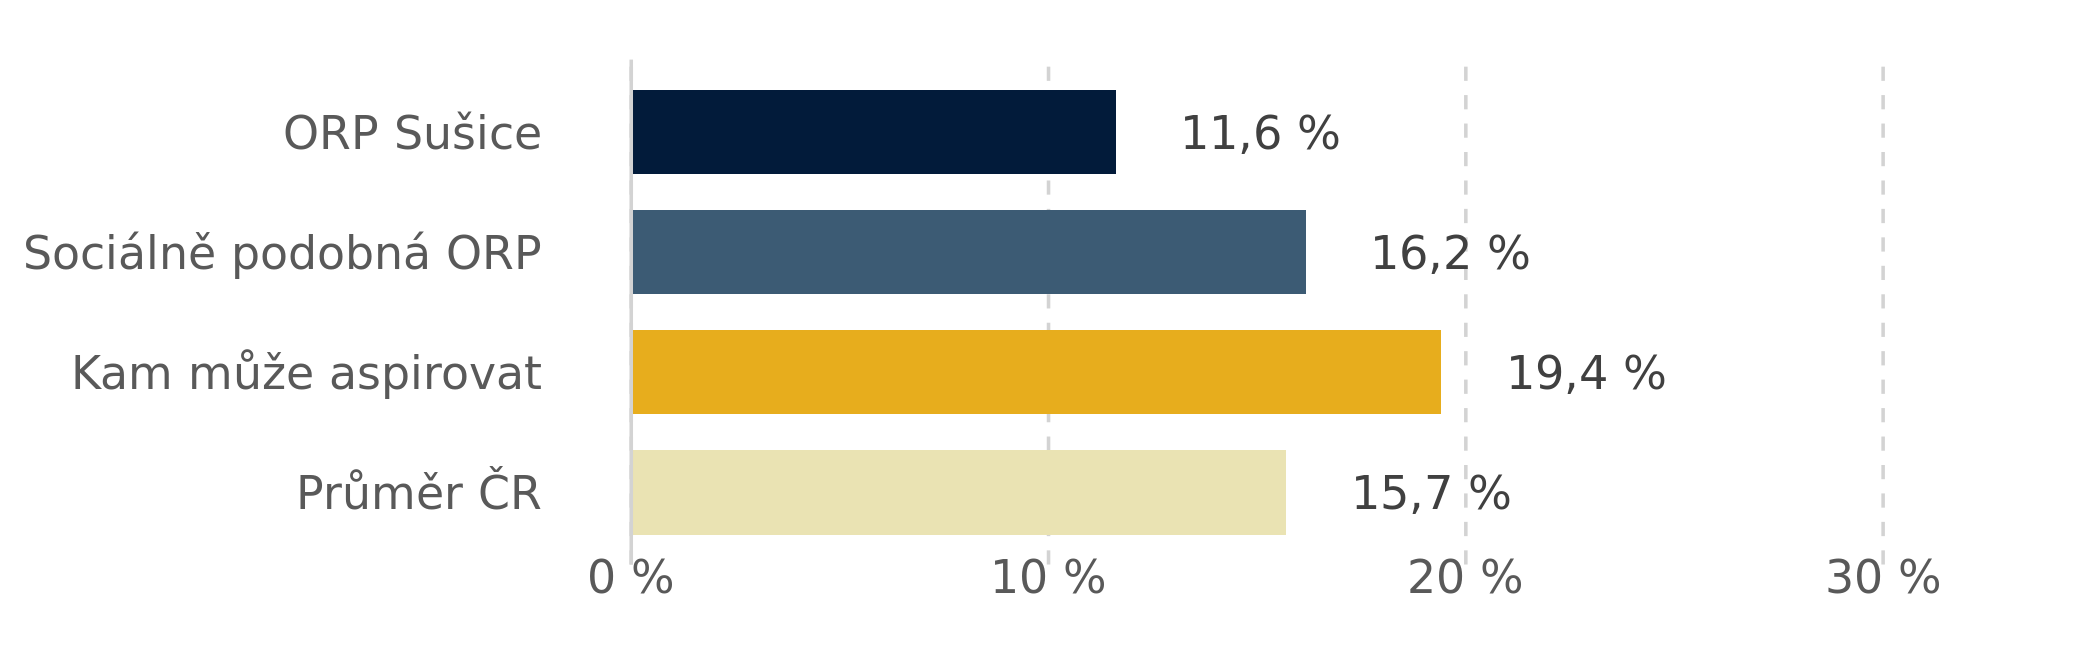 ORP Sušice 11,6 %
Sociálně podobná ORP 16,2 %
Kam může aspirovat 19,4 %
Průměr ČR 15,7 %
0 % 10 % 20 % 30 %